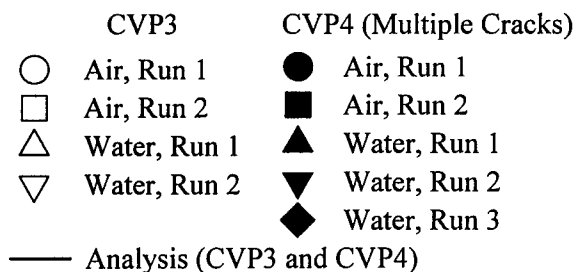 CVP3 CVP4 (Multiple Cracks)
Air, Run 1 Air, Run 1
Air, Run 2 Air, Run 2
Water, Run 1 Water, Run 1
Water, Run 2 Water, Run 2
Water, Run 3
Analysis (CVP3 and CVP4)